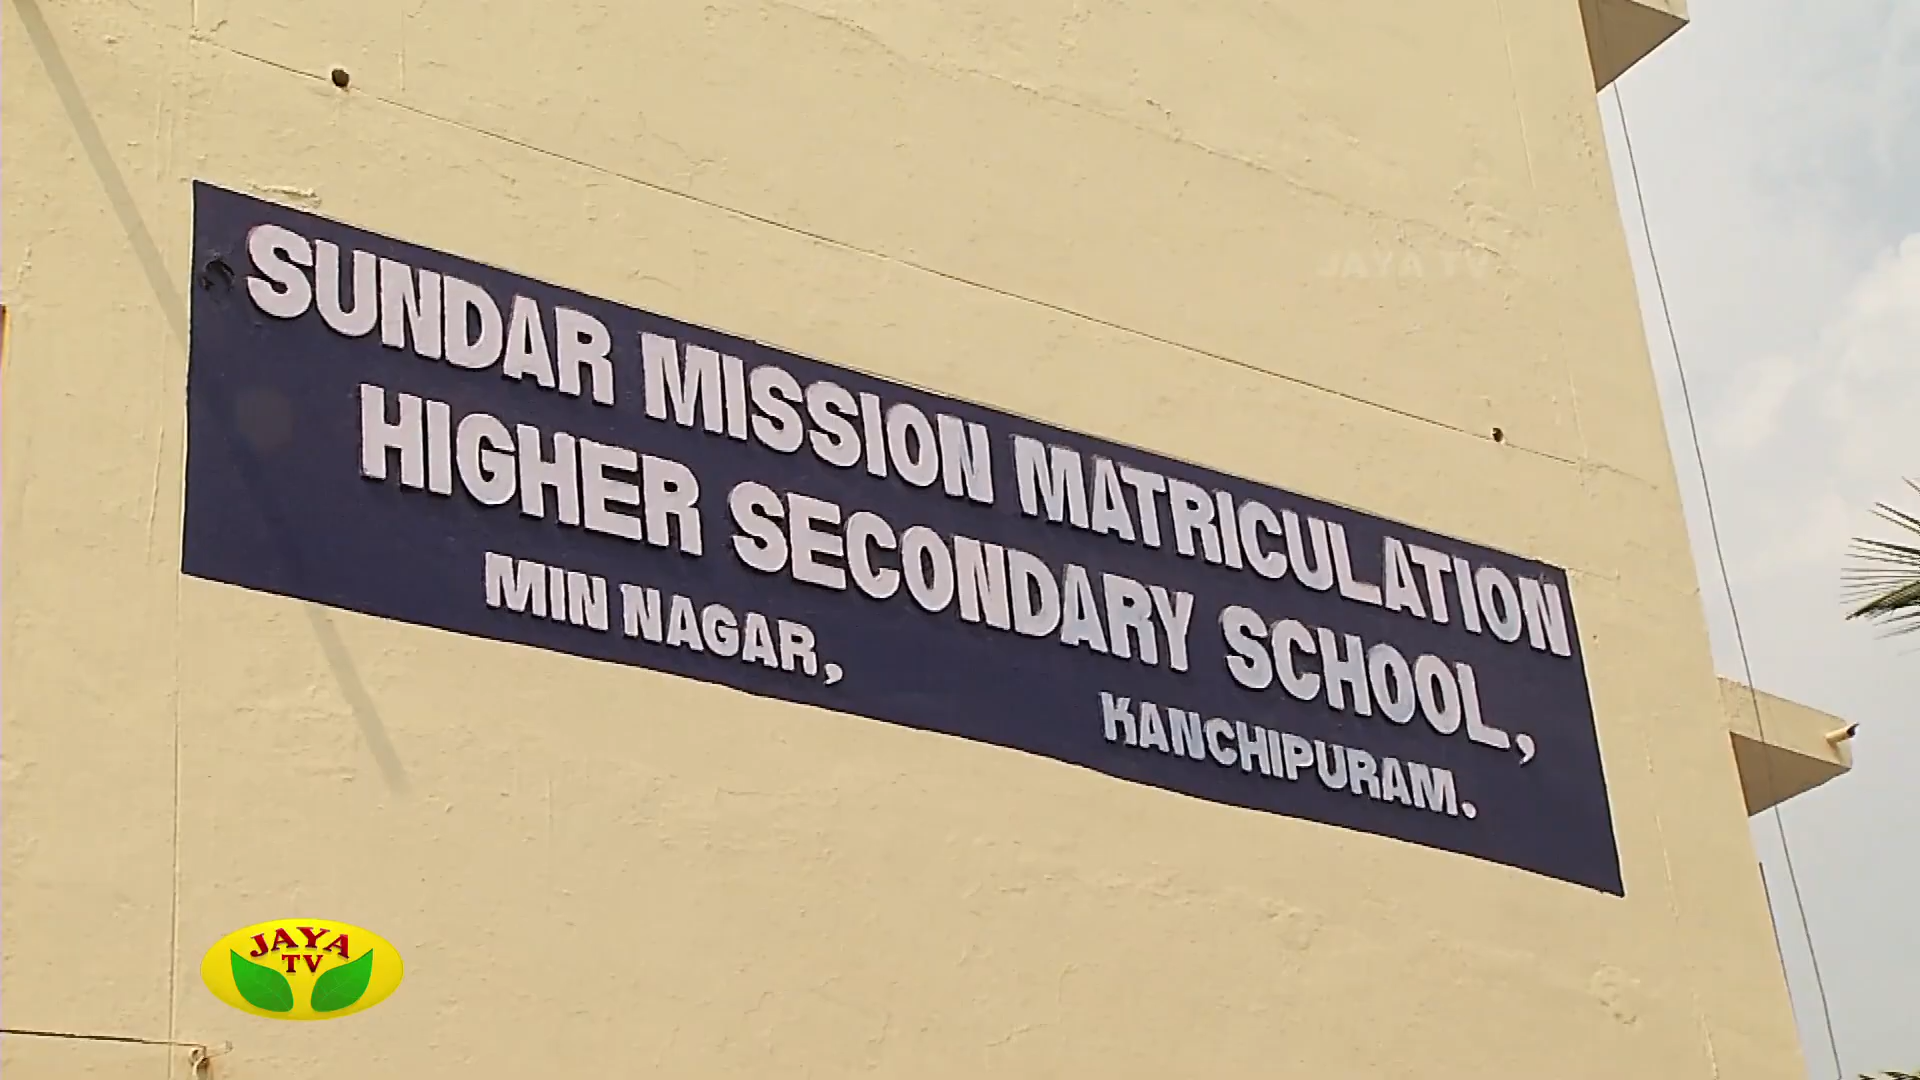 SUNDAR MISSION MATRICULATION
HIGHER SECONDARY SCHOOL,
MIN NAGAR, KANCHIPURAM.
JAYA TV
JAYA
TV